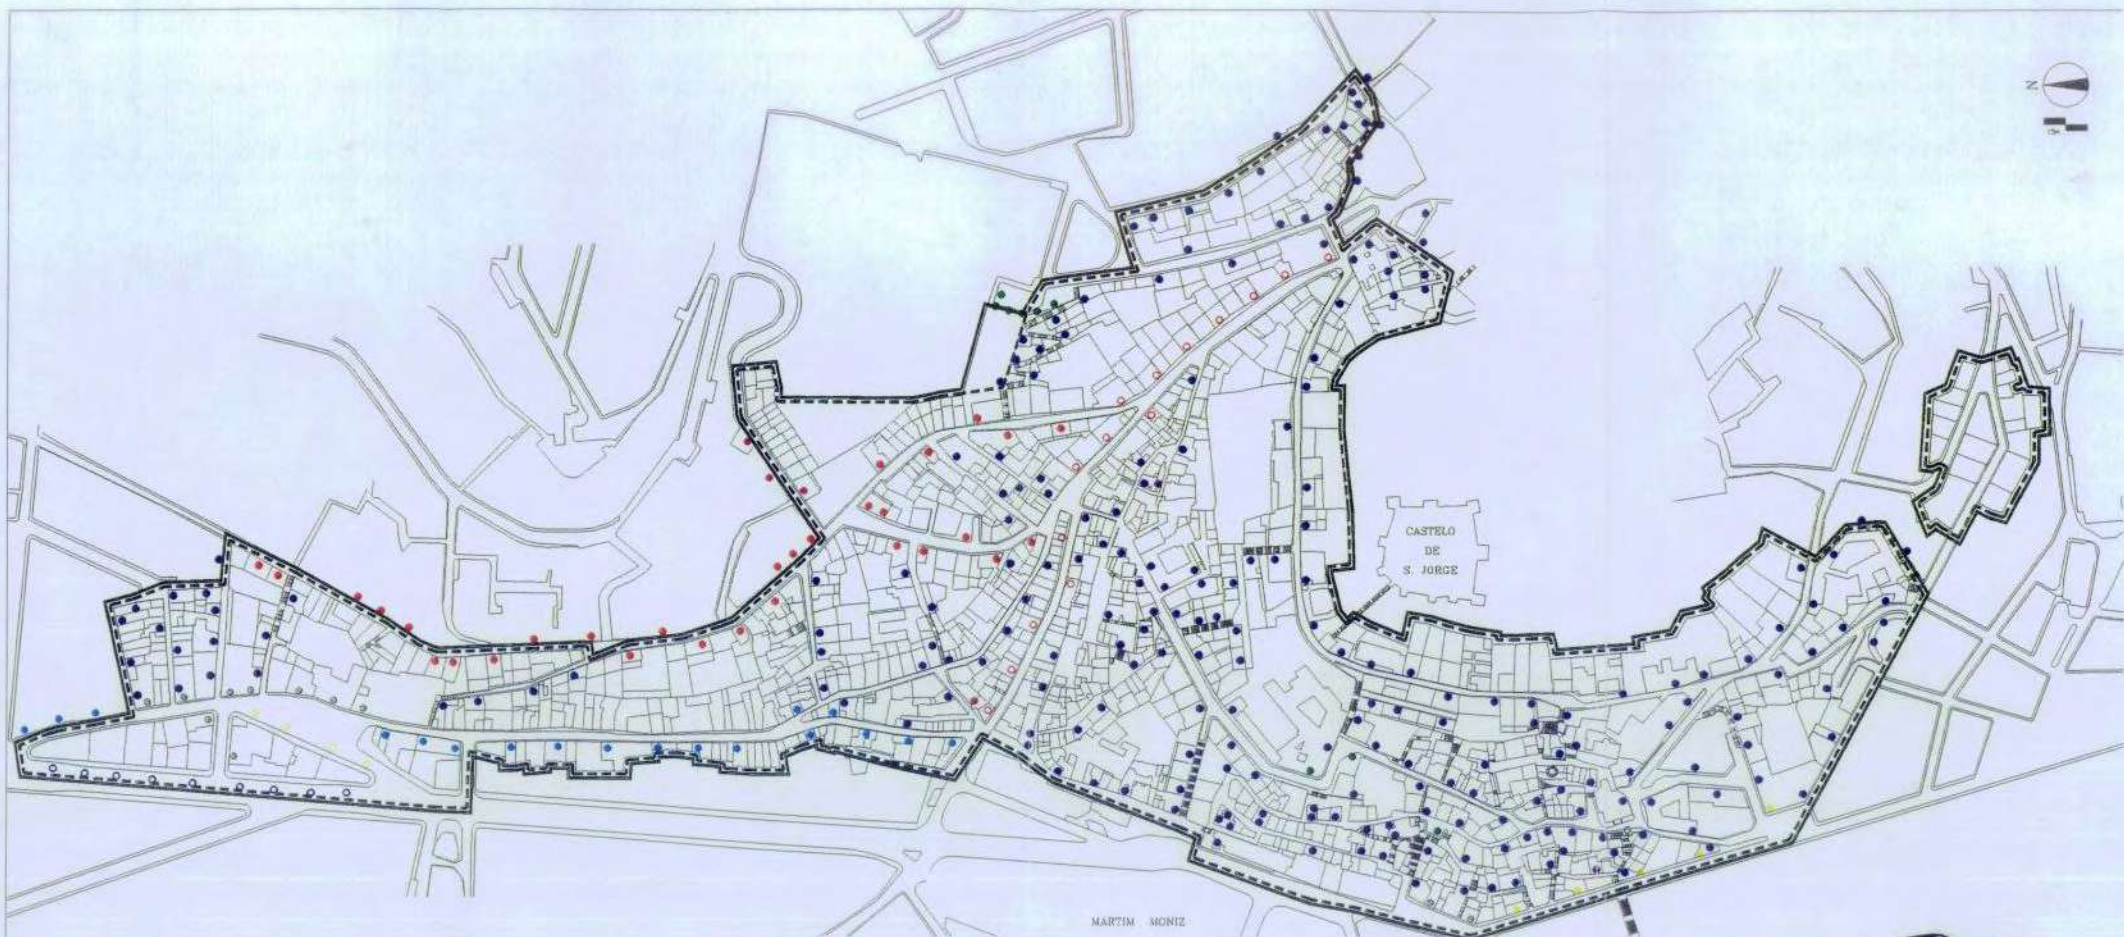 N
CASTELO
DE
S. JORGE
MARTIM MONIZ